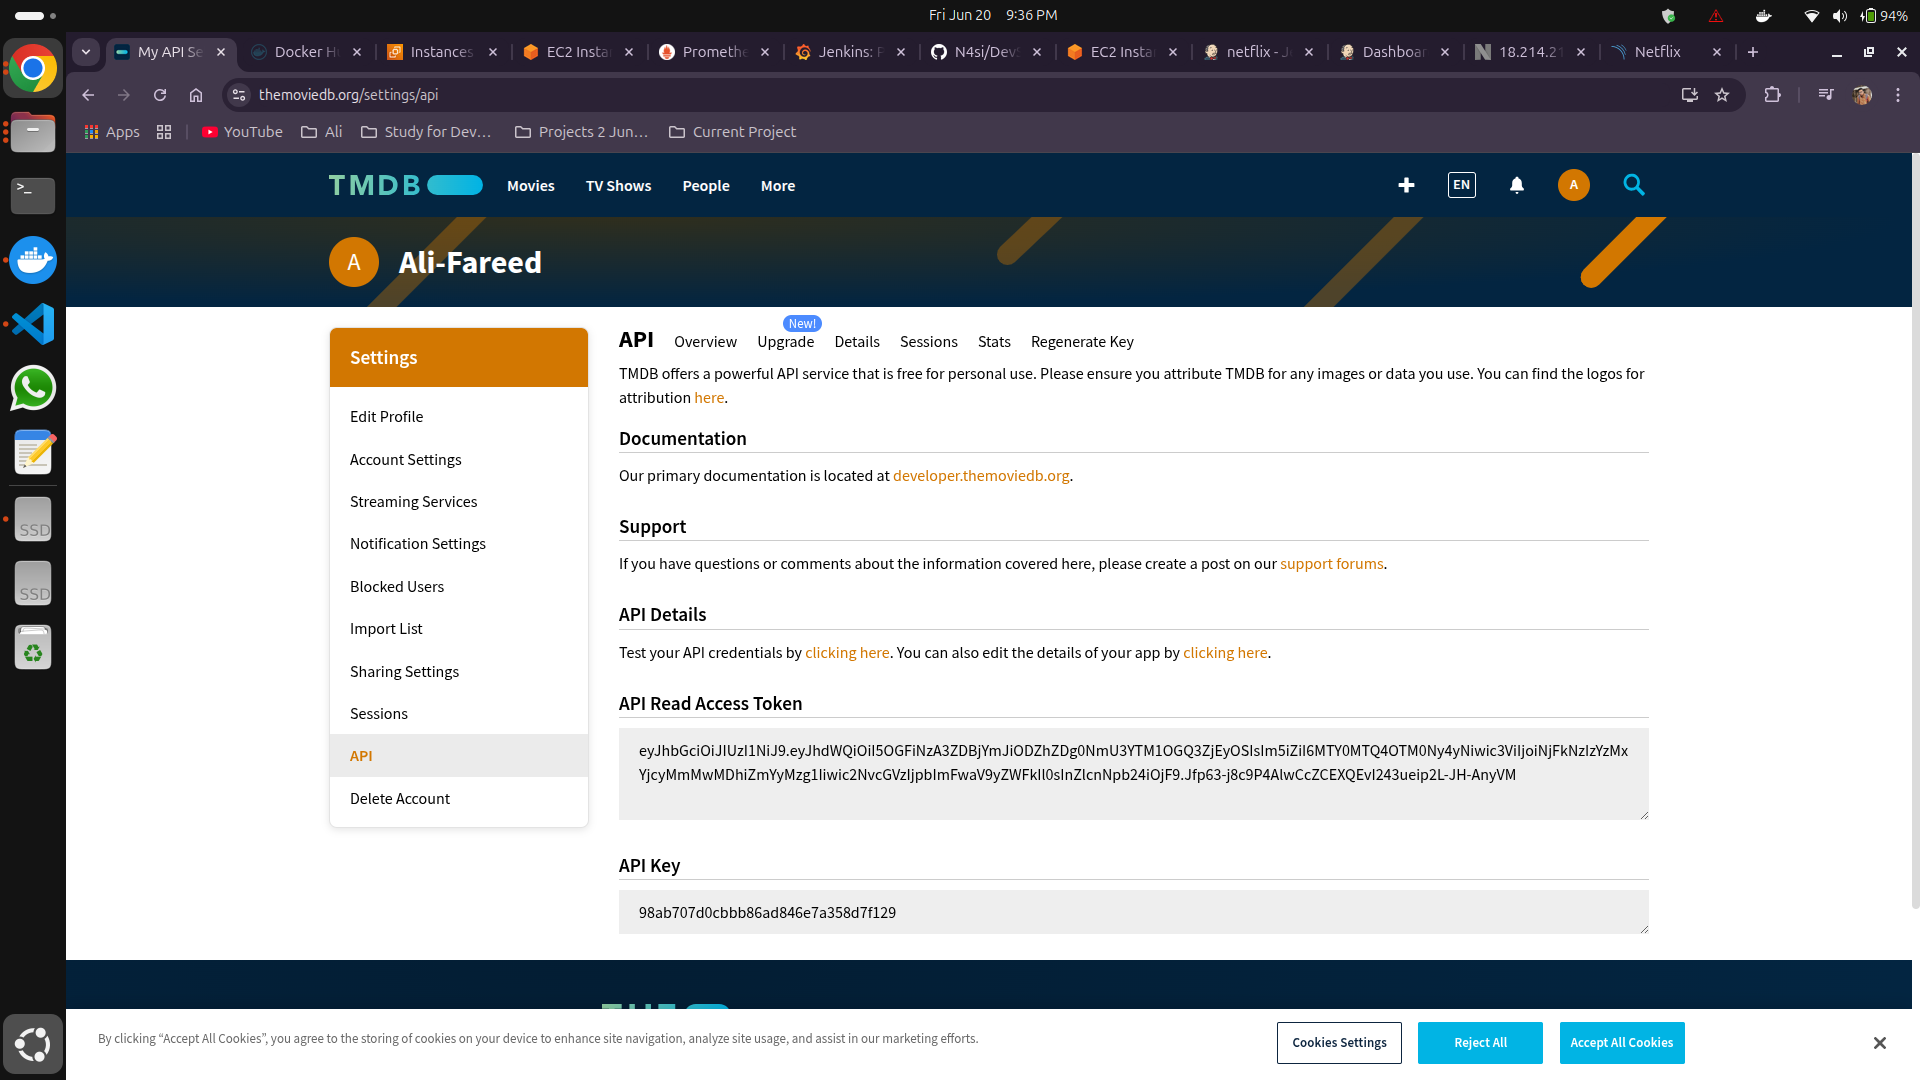 Fri Jun 20 9:36 PM
94%
My API Se
Docker H
Instances
EC2 Insta
Promethe
Jenkins: F
N4si/Dev
EC2 Insta
netflix - J
Dashboar
18.214.21
Netflix
themoviedb.org/settings/api
Apps
YouTube
Ali
Study for Dev...
Projects 2 Jun...
Current Project
TMDB
Movies
TV Shows
People
More
EN
A
A
Ali-Fareed
Settings
Edit Profile
Account Settings
Streaming Services
Notification Settings
Blocked Users
Import List
Sharing Settings
Sessions
API
Delete Account
New!
API Overview Upgrade Details Sessions Stats Regenerate Key
TMDB offers a powerful API service that is free for personal use. Please ensure you attribute TMDB for any images or data you use. You can find the logos for
attribution here.
Documentation
Our primary documentation is located at developer.themoviedb.org.
Support
If you have questions or comments about the information covered here, please create a post on our support forums.
API Details
Test your API credentials by clicking here. You can also edit the details of your app by clicking here.
API Read Access Token
API Key
98ab707d0cbbb86ad846e7a358d7f129
SSD
SSD
By clicking “Accept All Cookies”, you agree to the storing of cookies on your device to enhance site navigation, analyze site usage, and assist in our marketing efforts.
Cookies Settings
Reject All
Accept All Cookies